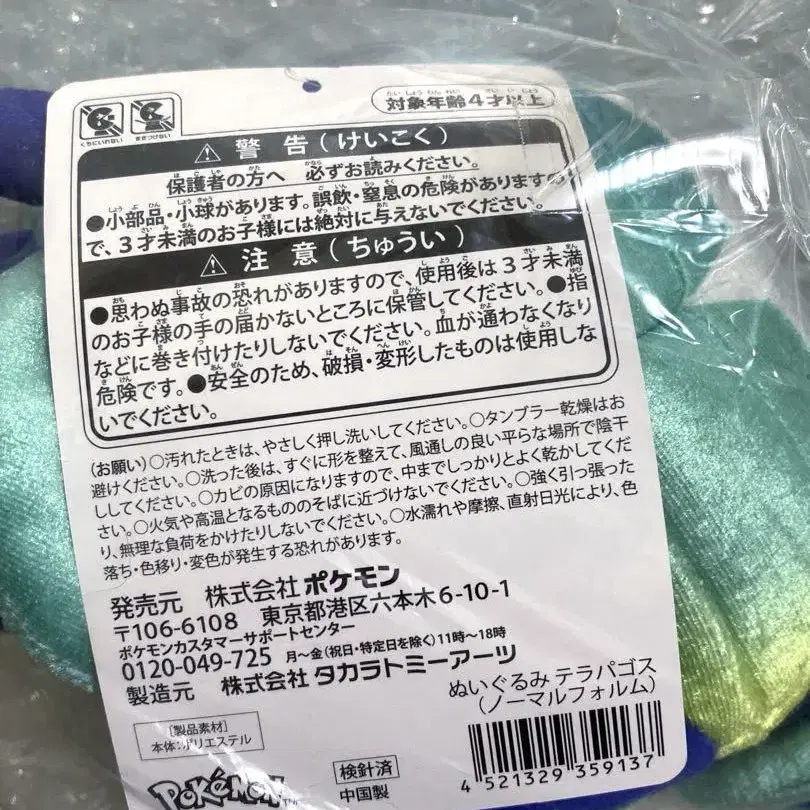 くちにいれない
まきつけない
対象年齢4才以上
警告(けいこく)
保護者の方へ 必ずお読みください。
●小部品・小球があります。誤飲・窒息の危険がありますの
で、3才未満のお子様には絶対に与えないでください。
注意(ちゅうい)
●思わぬ事故の恐れがありますので、使用後は3才未満
のお子様の手の届かないところに保管してください。●指
などに巻き付けたりしないでください。血が通わなくなり
危険です。●安全のため、破損・変形したものは使用しな
いでください。
(お願い)○汚れたときは、やさしく押し洗いしてください。○タンブラー乾燥はお
避けください。○洗った後は、すぐに形を整えて、風通しの良い平らな場所で陰干
ししてください。○カビの原因になりますので、中までしっかりとよく乾かしてくだ
さい。○火気や高温となるもののそばに近づけないでください。○強く引っ張った
り、無理な負荷をかけたりしないでください。○水濡れや摩擦、直射日光により、色
落ち・色移り・変色が発生する恐れがあります。
発売元 株式会社 ポケモン
〒106-6108 東京都港区六本木6-10-1
ポケモンカスタマーサポートセンター
0120-049-725 月~金(祝日・特定日を除く)11時~18時
製造元 株式会社 タカラトミーアーツ
ぬいぐるみ テラパゴス
(ノーマルフォルム)
[製品素材]
本体:ポリエステル
POKÉMON™
検針済
中国製
4 521329 359137